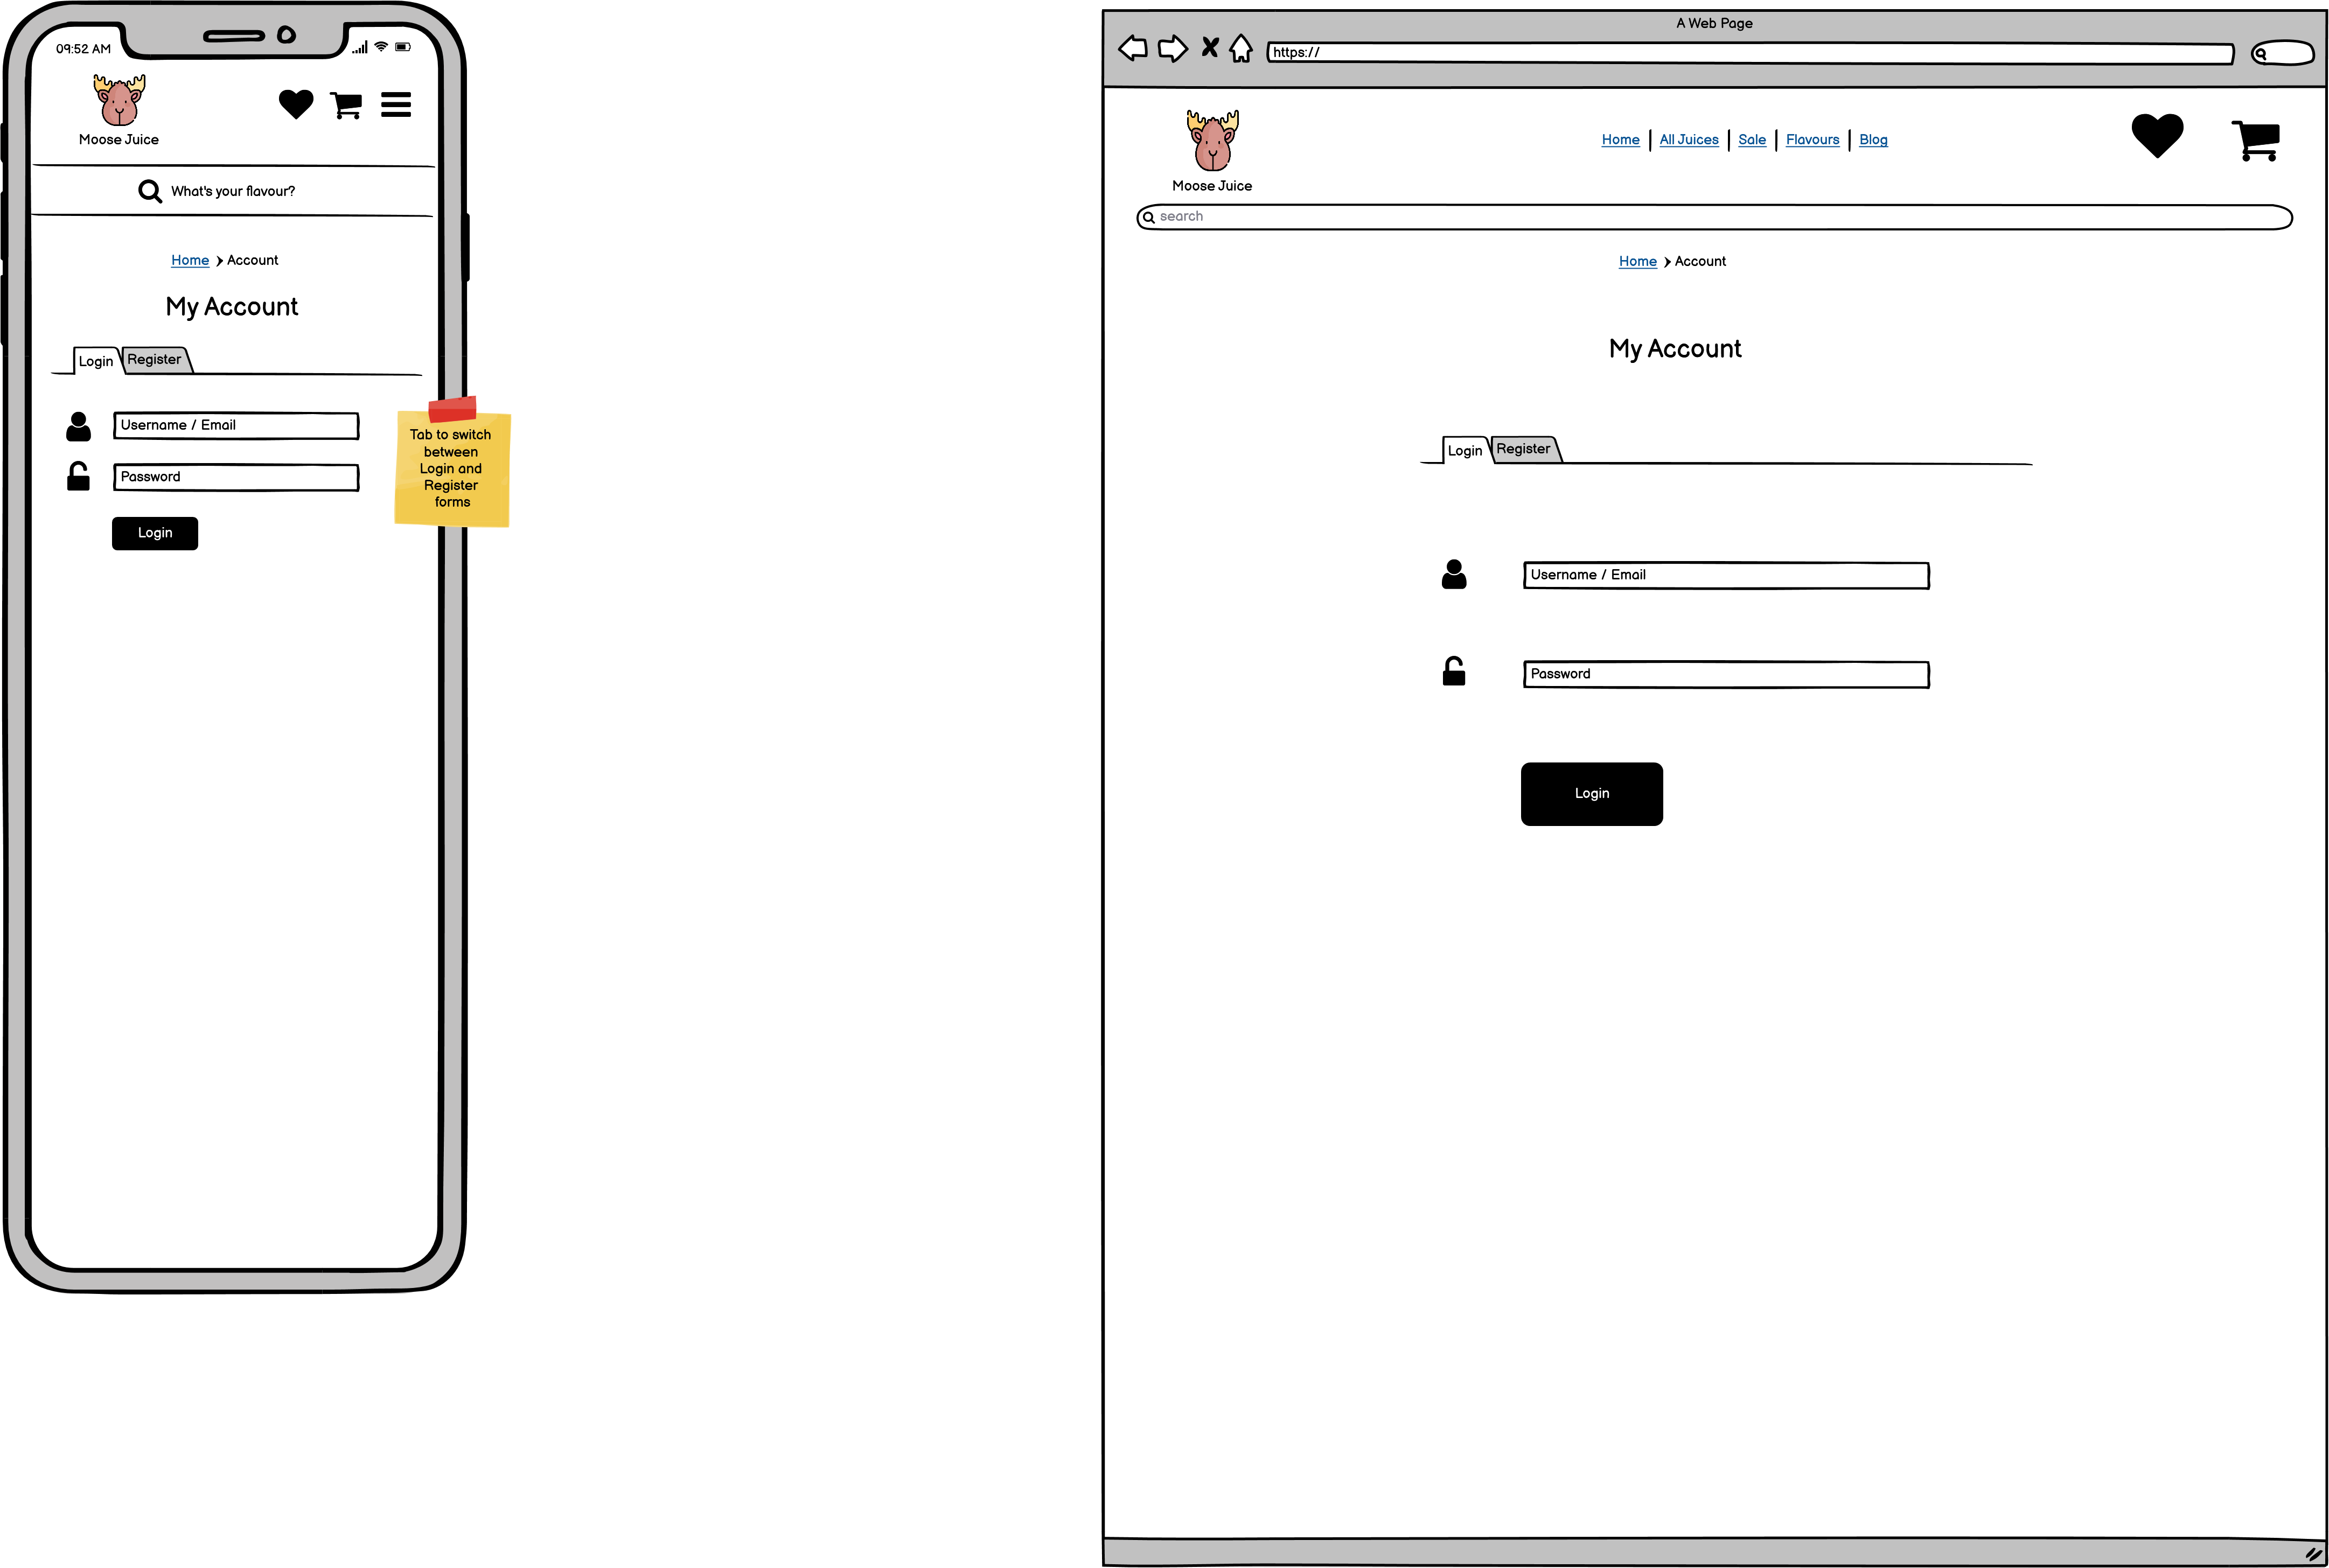 09:52 AM
Moose Juice
What's your flavour?
Home Account
My Account
Login Register
Username / Email
Password
Login
Tab to switch
between
Login and
Register
forms
A Web Page
https://
Moose Juice
Home All Juices Sale Flavours Blog
search
Home Account
My Account
Login Register
Username / Email
Password
Login